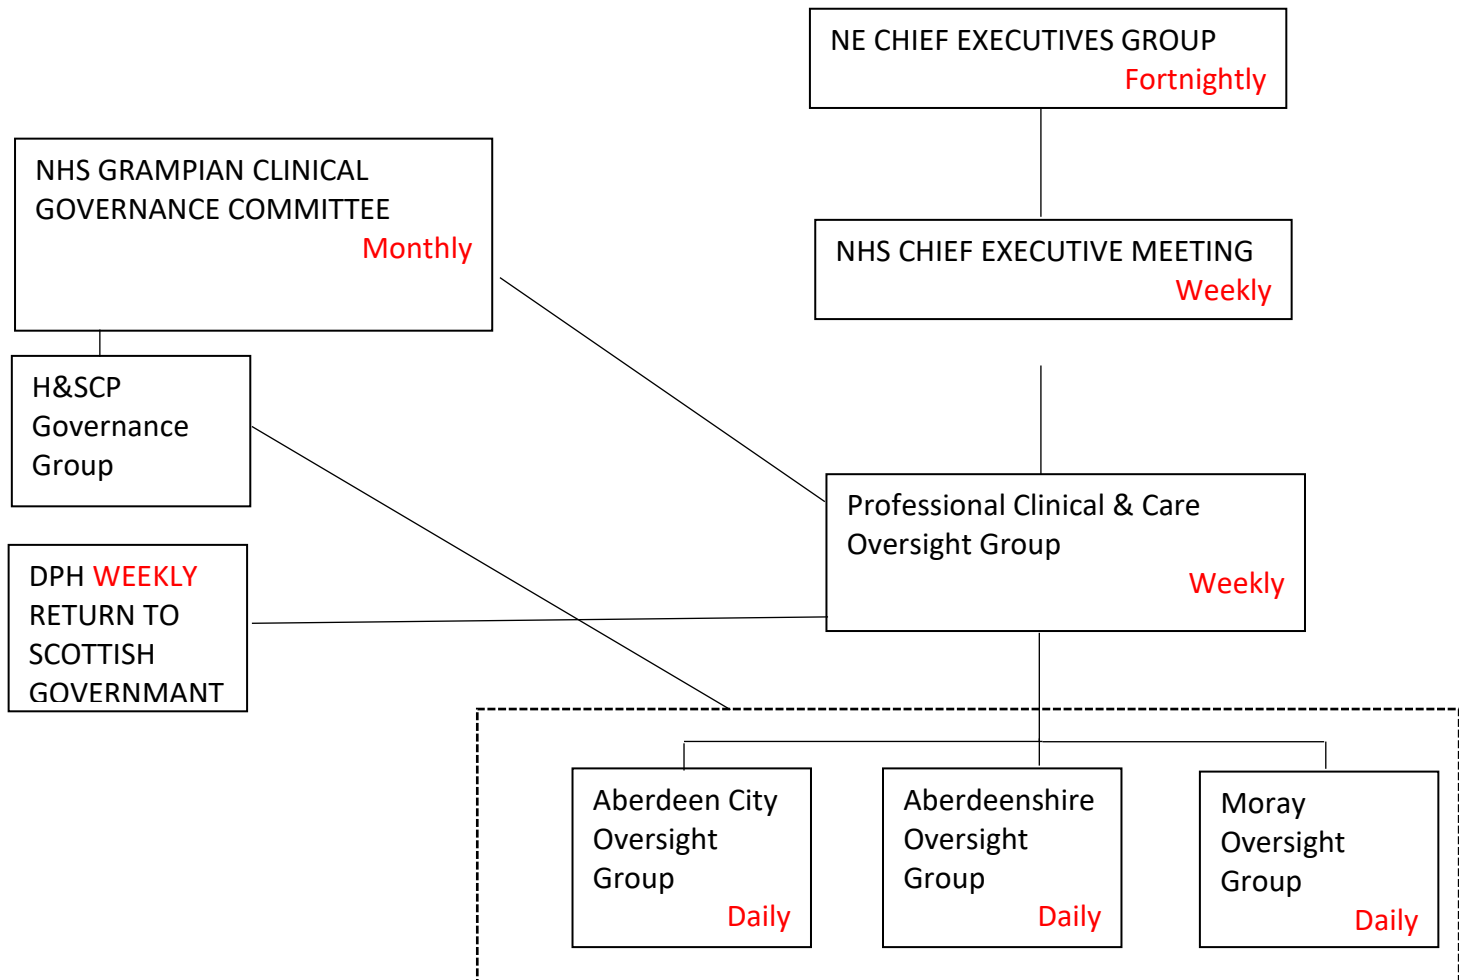 NE CHIEF EXECUTIVES GROUP
Fortnightly
NHS GRAMPIAN CLINICAL
GOVERNANCE COMMITTEE
Monthly
NHS CHIEF EXECUTIVE MEETING
Weekly
H&SCP
Governance
Group
Professional Clinical & Care
Oversight Group
Weekly
DPH WEEKLY
RETURN TO
SCOTTISH
GOVERNMANT
Aberdeen City
Oversight
Group
Daily
Aberdeenshire
Oversight
Group
Daily
Moray
Oversight
Group
Daily